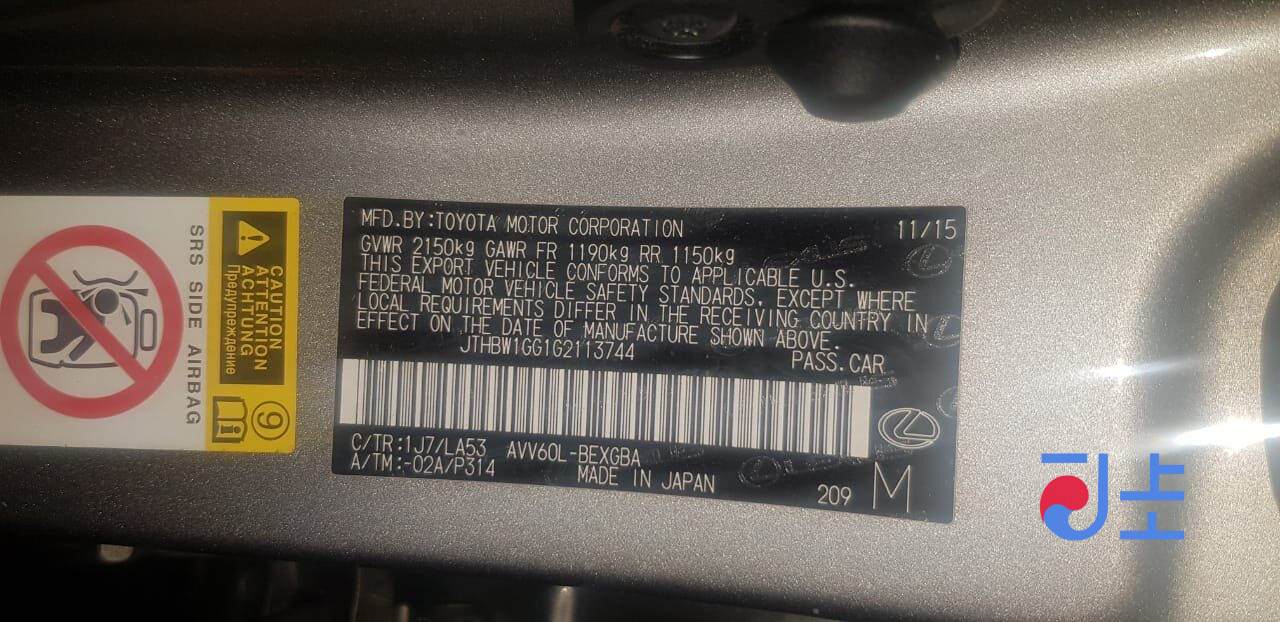 SRS SIDE AIRBAG
CAUTION
ATTENTION
ACHTUNG
Предупреждение
9
MFD.BY:TOYOTA MOTOR CORPORATION 11/15
GVWR 2150kg GAWR FR 1190kg RR 1150kg
THIS EXPORT VEHICLE CONFORMS TO APPLICABLE U.S.
FEDERAL MOTOR VEHICLE SAFETY STANDARDS, EXCEPT WHERE
LOCAL REQUIREMENTS DIFFER IN THE RECEIVING COUNTRY IN
EFFECT ON THE DATE OF MANUFACTURE SHOWN ABOVE.
JTHBW1GG1G2113744 PASS.CAR
C/TR:1J7/LA53 AVV60L-BEXGBA
A/TM:-02A/P314 MADE IN JAPAN 209 M